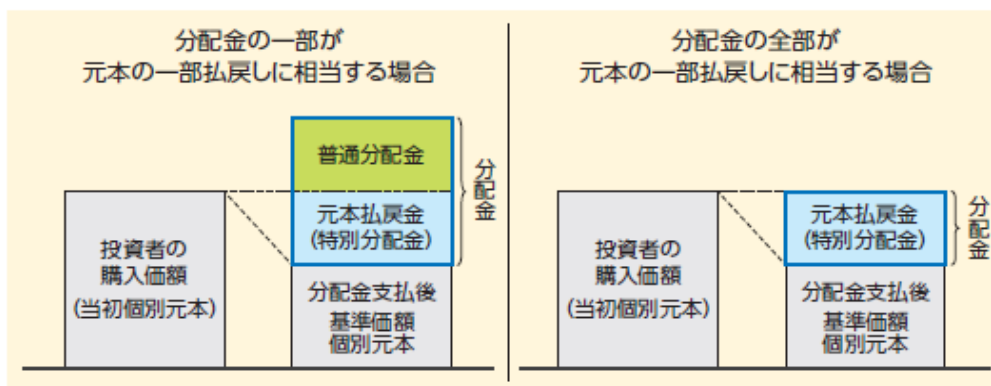 分配金の一部が
元本の一部払戻しに相当する場合
普通分配金
元本払戻金
(特別分配金)
分配金
投資者の
購入価額
(当初個別元本)
分配金支払後
基準価額
個別元本
分配金の全部が
元本の一部払戻しに相当する場合
元本払戻金
(特別分配金)
分配金
投資者の
購入価額
(当初個別元本)
分配金支払後
基準価額
個別元本